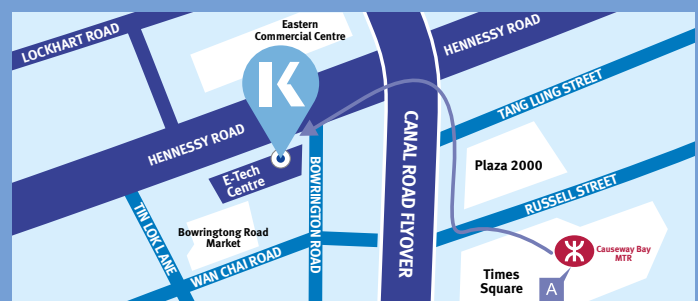 Eastern
Commercial Centre
LOCKHART ROAD
HENNESSY ROAD
K
TANG LUNG STREET
HENNESSY ROAD
CANAL ROAD FLYOVER
E-Tech
Centre
BOWRINGTON ROAD
Plaza 2000
RUSSELL STREET
TIN LOK LANE
Bowringtong Road
Market
WAN CHAI ROAD
Causeway Bay
MTR
Times
Square
A